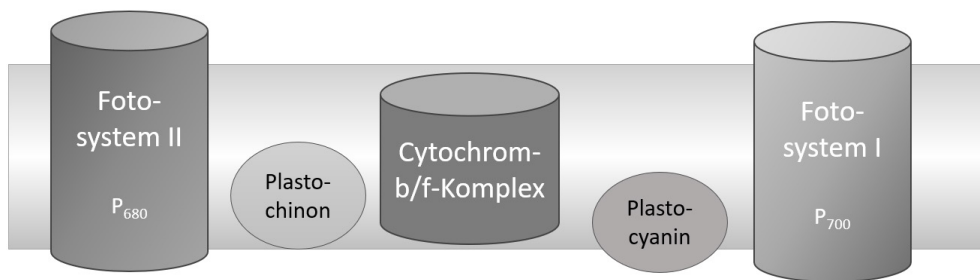 Foto-
system II
P680
Plasto-
chinon
Cytochrom-
b/f-Komplex
Plasto-
cyanin
Foto-
system I
P700